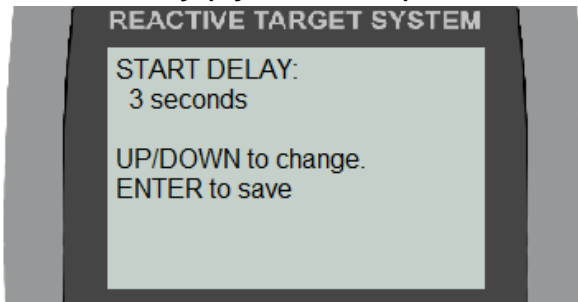 REACTIVE TARGET SYSTEM
START DELAY:
3 seconds
UP/DOWN to change.
ENTER to save